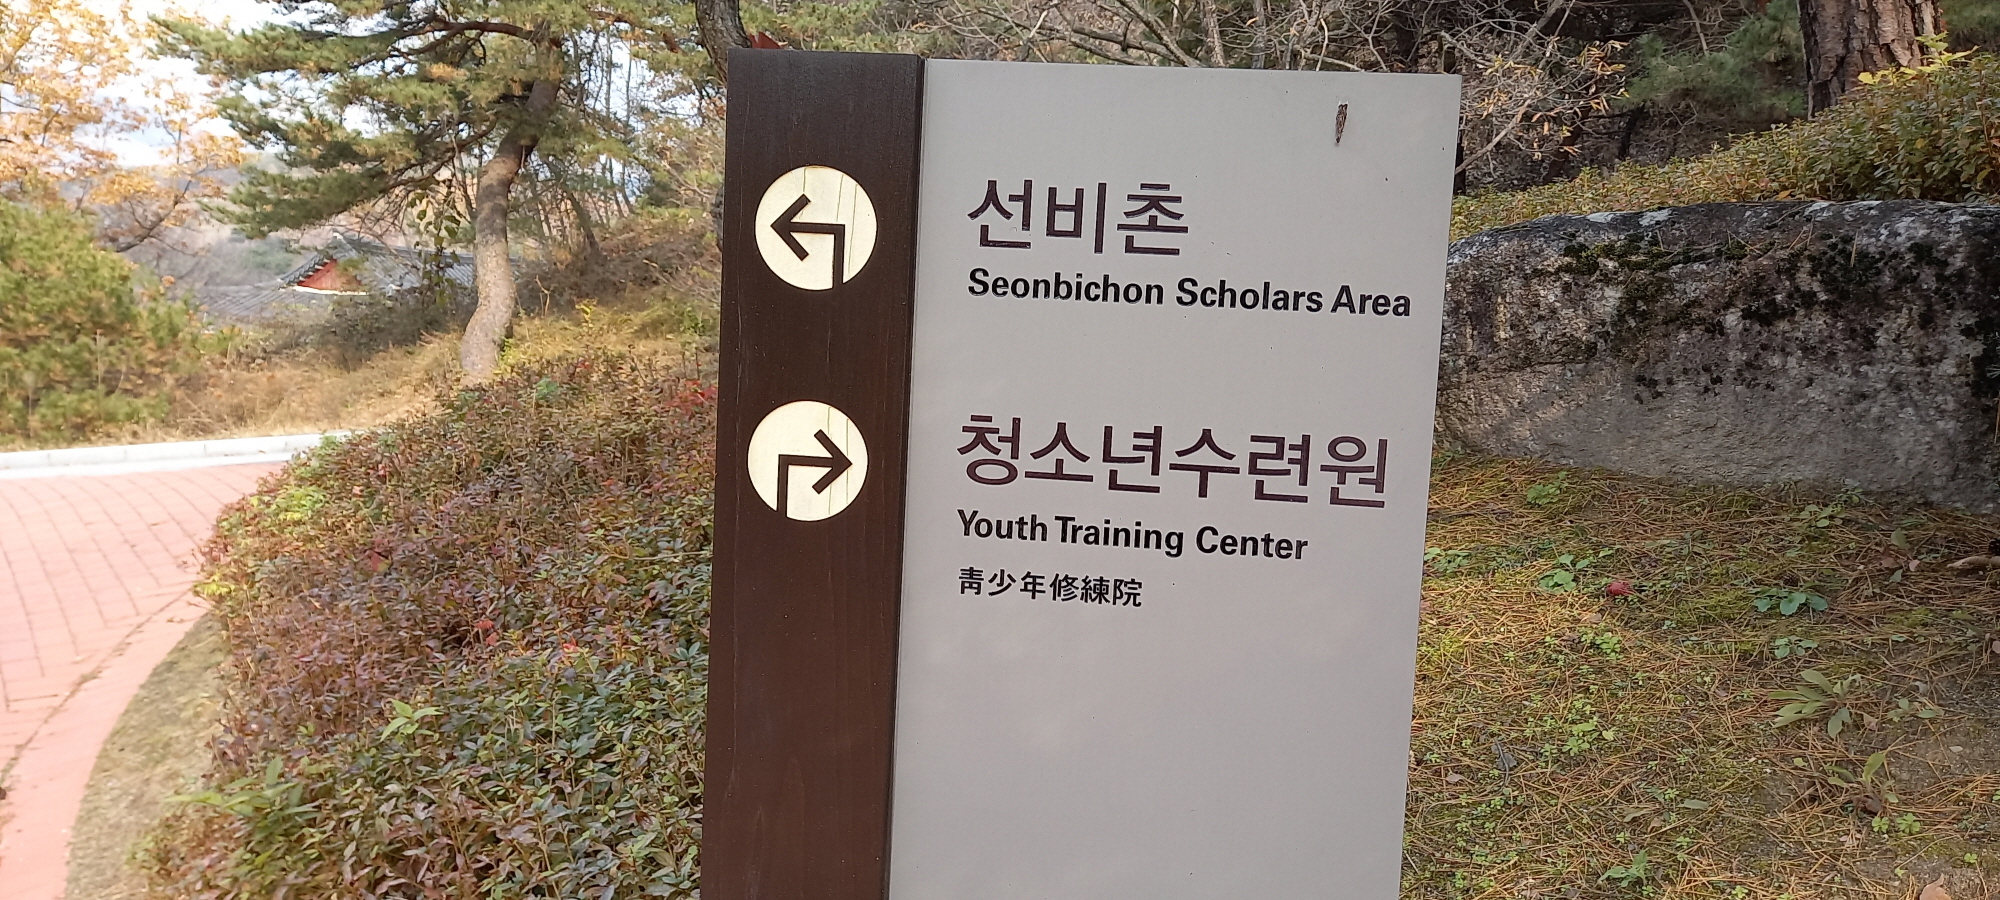 선비촌
Seonbichon Scholars Area
청소년수련원
Youth Training Center
靑少年修練院